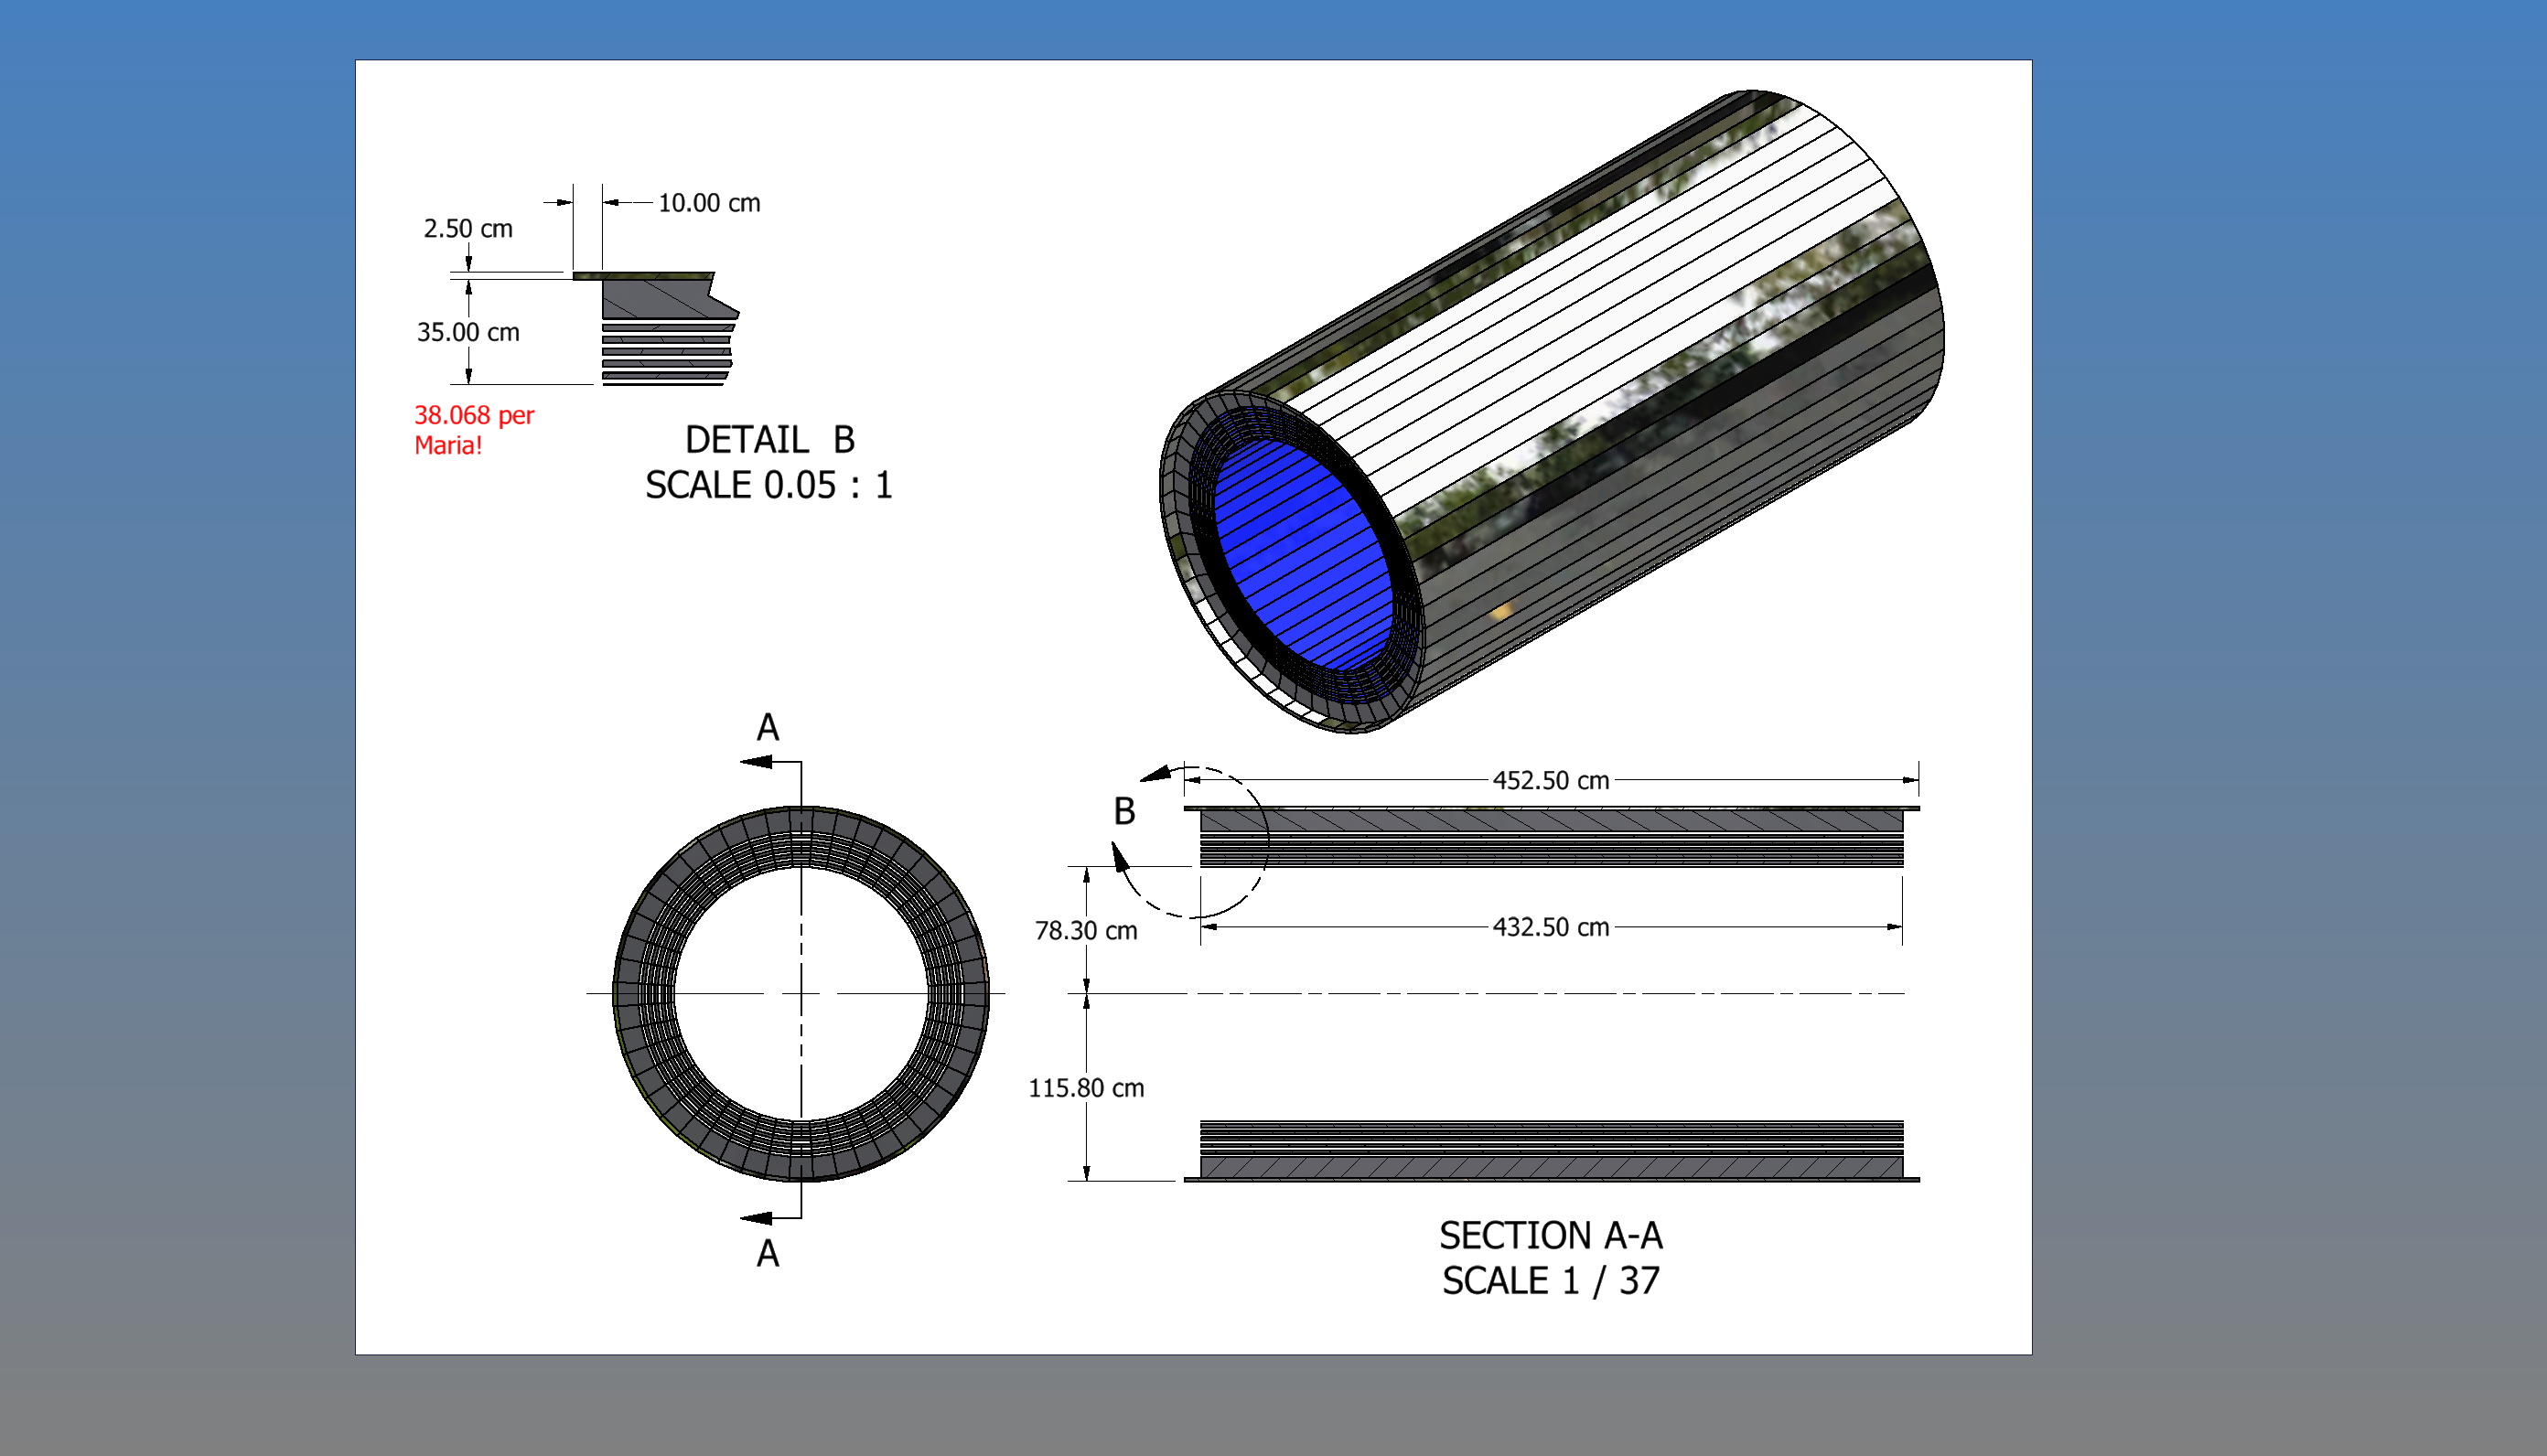 10.00 cm
2.50 cm
35.00 cm
38.068 per
Maria!
DETAIL B
SCALE 0.05 : 1
A
A
B
452.50 cm
432.50 cm
78.30 cm
115.80 cm
SECTION A-A
SCALE 1 / 37